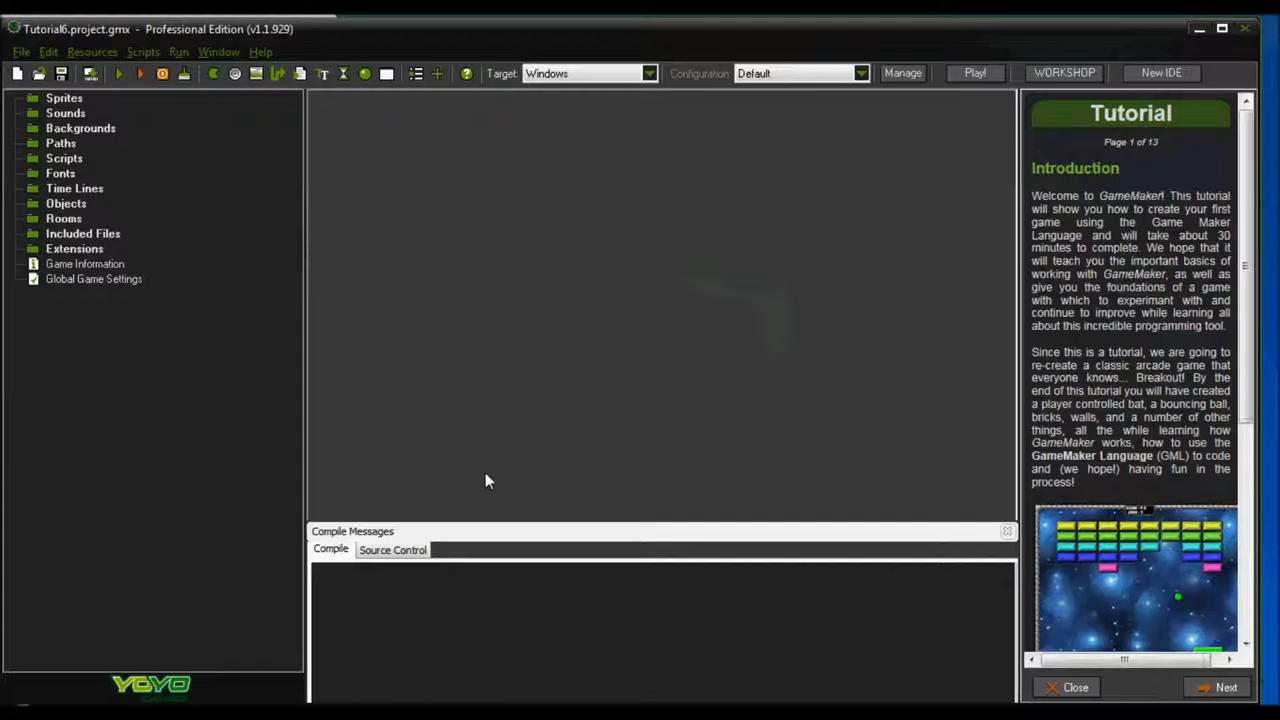 Tutorial6.project.gmx - Professional Edition (v1.1.929)
File Edit Resources Scripts Run Window Help
Target: Windows Configuration: Default Manage Play! WORKSHOP New IDE
Sprites
Sounds
Backgrounds
Paths
Scripts
Fonts
Time Lines
Objects
Rooms
Included Files
Extensions
Game Information
Global Game Settings
YOYO
Compile Messages
Compile Source Control
Tutorial
Page 1 of 13
Introduction
Welcome to GameMaker! This tutorial
will show you how to create your first
game using the Game Maker
Language and will take about 30
minutes to complete. We hope that it
will teach you the important basics of
working with GameMaker, as well as
give you the foundations of a game
with which to experimant with and
continue to improve while learning all
about this incredible programming tool.
Since this is a tutorial, we are going to
re-create a classic arcade game that
everyone knows... Breakout! By the
end of this tutorial you will have created
a player controlled bat, a bouncing ball,
bricks, walls, and a number of other
things, all the while learning how
GameMaker works, how to use the
GameMaker Language (GML) to code
and (we hope!) having fun in the
process!
Close Next